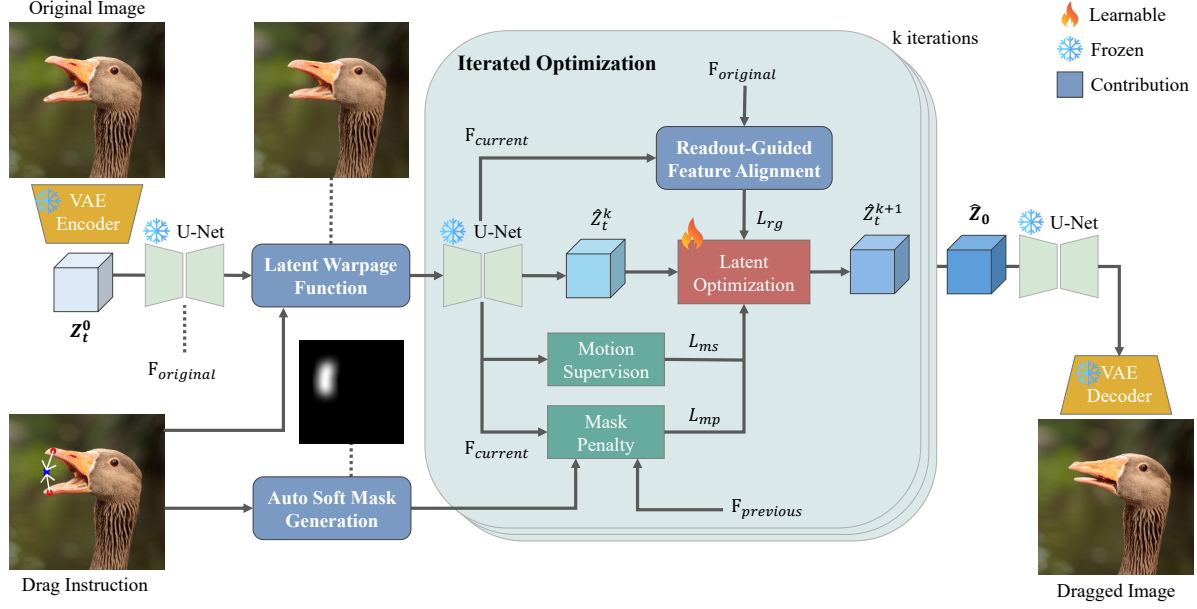 Original Image
Learnable
Frozen
Contribution
k iterations
Iterated Optimization
F_original
F_current
Readout-Guided
Feature Alignment
VAE
Encoder
U-Net
Latent Warpage
Function
U-Net
Ẑ_t^k
L_rg
Latent
Optimization
Ẑ_t^{k+1}
Ẑ_0
U-Net
Z_t^0
F_original
Motion
Supervison
L_ms
Mask
Penalty
L_mp
F_current
VAE
Decoder
Auto Soft Mask
Generation
F_previous
Drag Instruction
Dragged Image